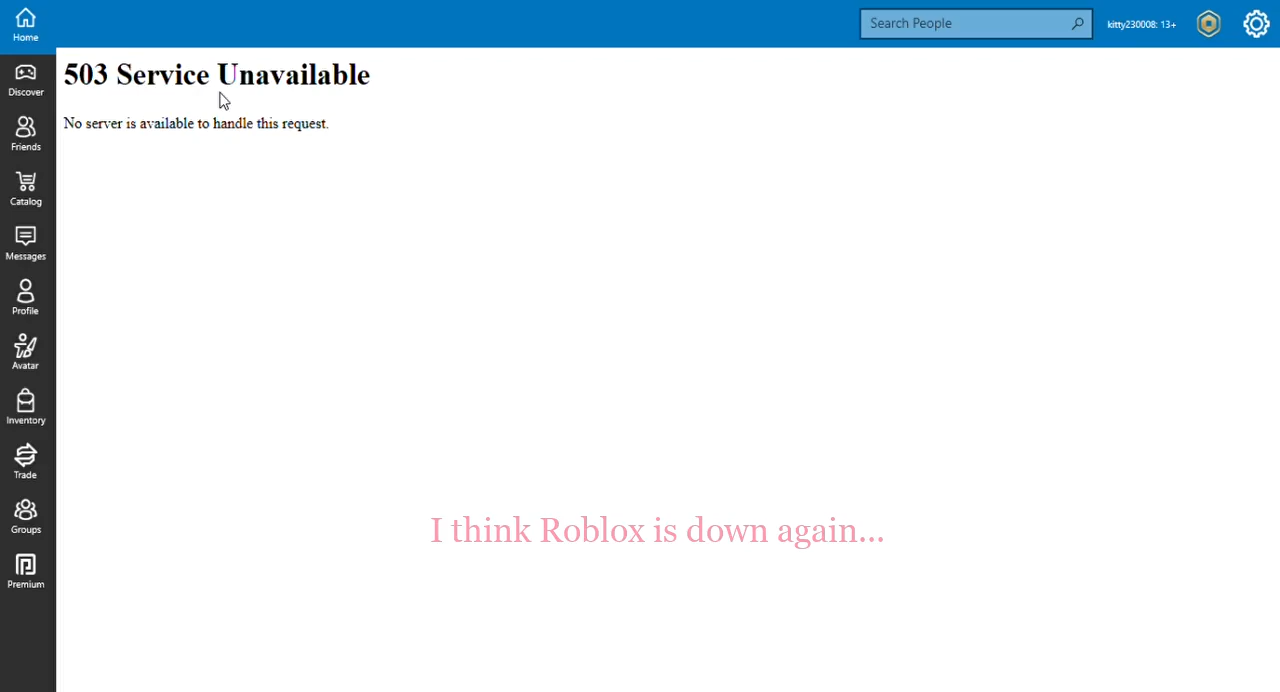 Home
Search People
kitty230008: 13+
Discover
Friends
Catalog
Messages
Profile
Avatar
Inventory
Trade
Groups
Premium
503 Service Unavailable
No server is available to handle this request.
I think Roblox is down again...